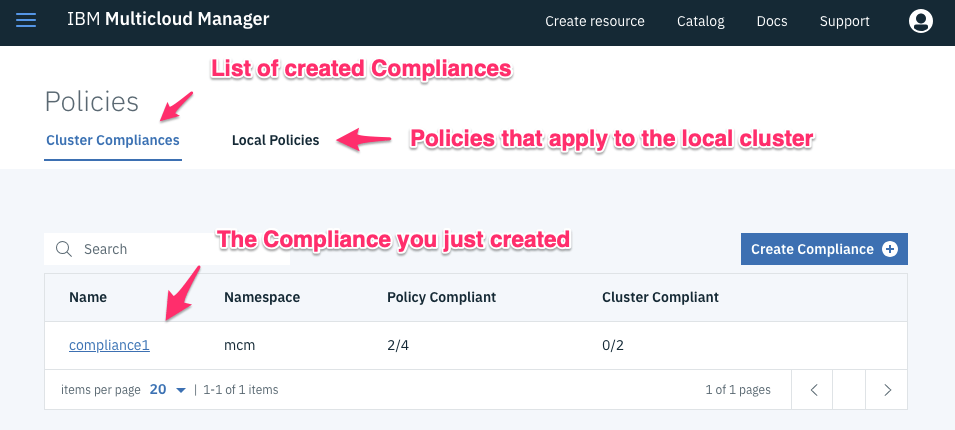 IBM Multicloud Manager
Create resource Catalog Docs Support
List of created Compliances
Policies
Cluster Compliances Local Policies
Policies that apply to the local cluster
Search
The Compliance you just created
Create Compliance
Name Namespace Policy Compliant Cluster Compliant
compliance1 mcm 2/4 0/2
items per page 20 | 1-1 of 1 items 1 of 1 pages